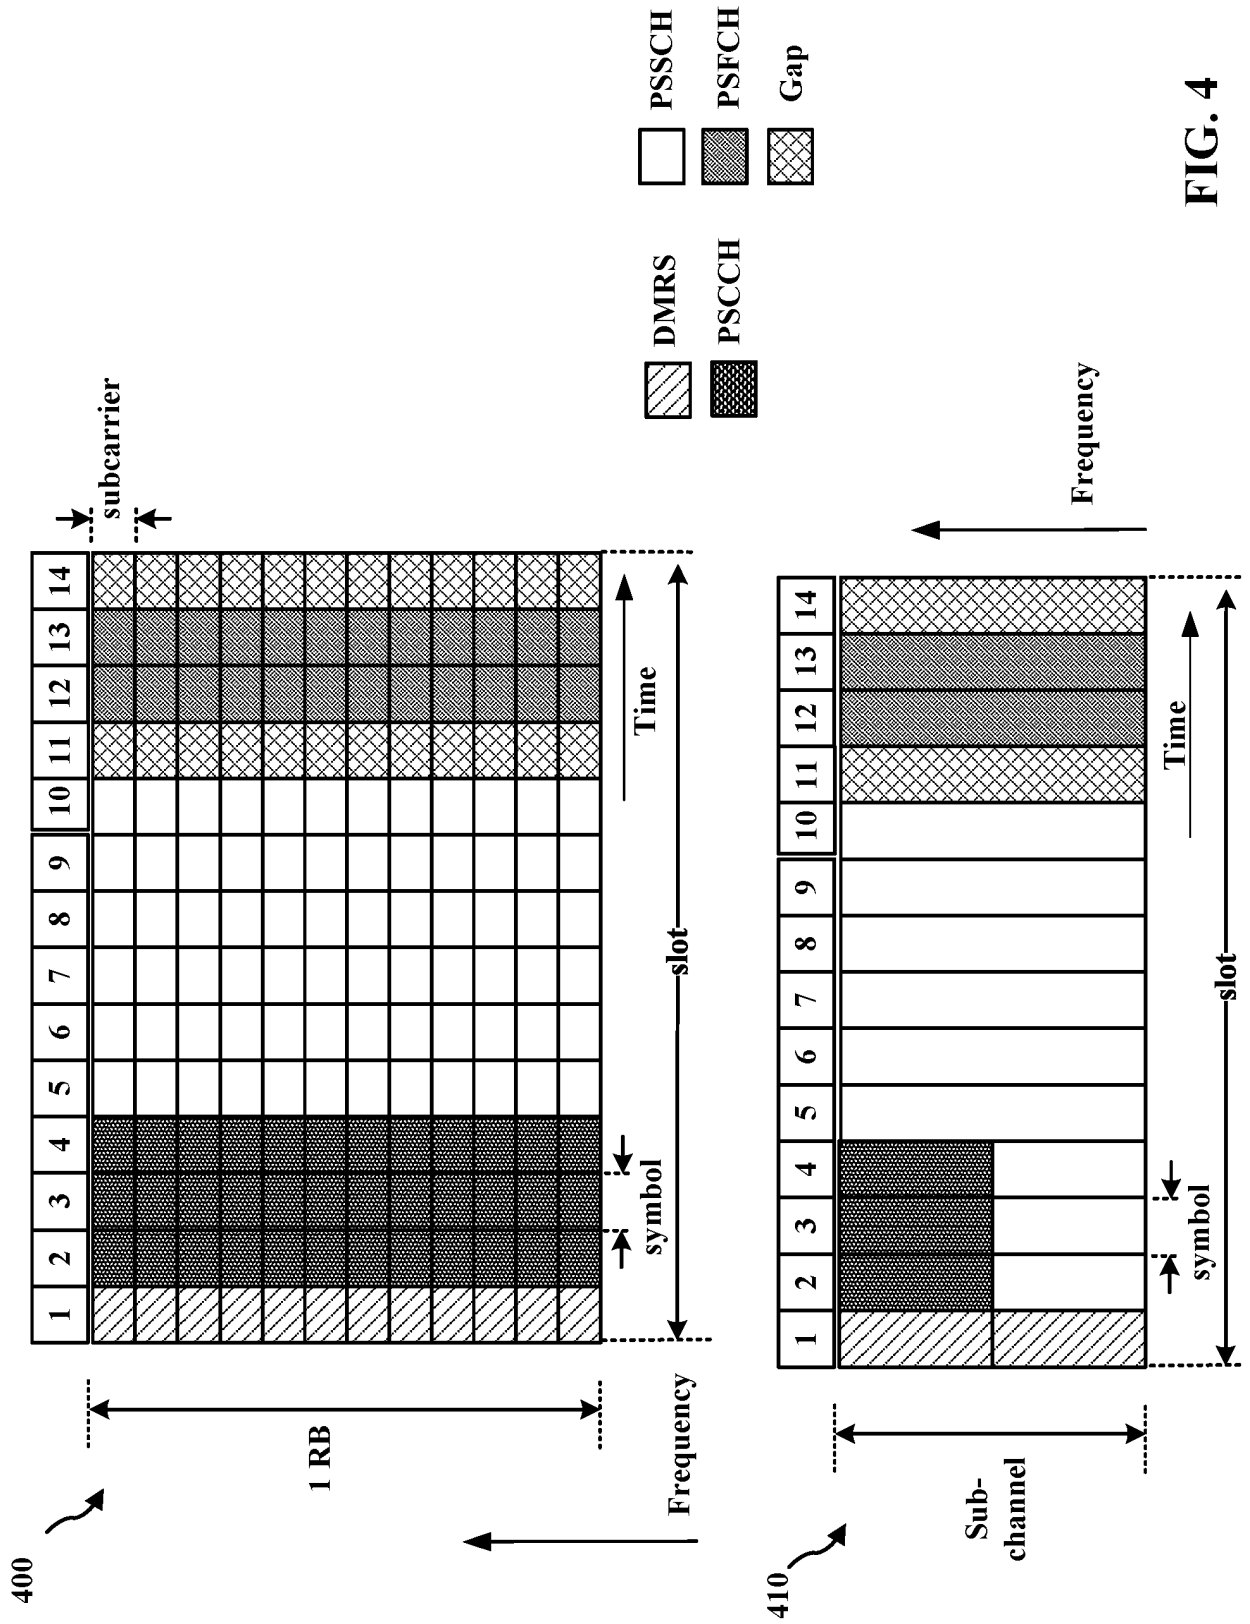 400
1 2 3 4 5 6 7 8 9 10 11 12 13 14
subcarrier
1 RB
Frequency
symbol
Time
slot
410
1 2 3 4 5 6 7 8 9 10 11 12 13 14
Sub-
channel
Frequency
symbol
Time
slot
DMRS
PSSCH
PSCCH
PSFCH
Gap
FIG. 4